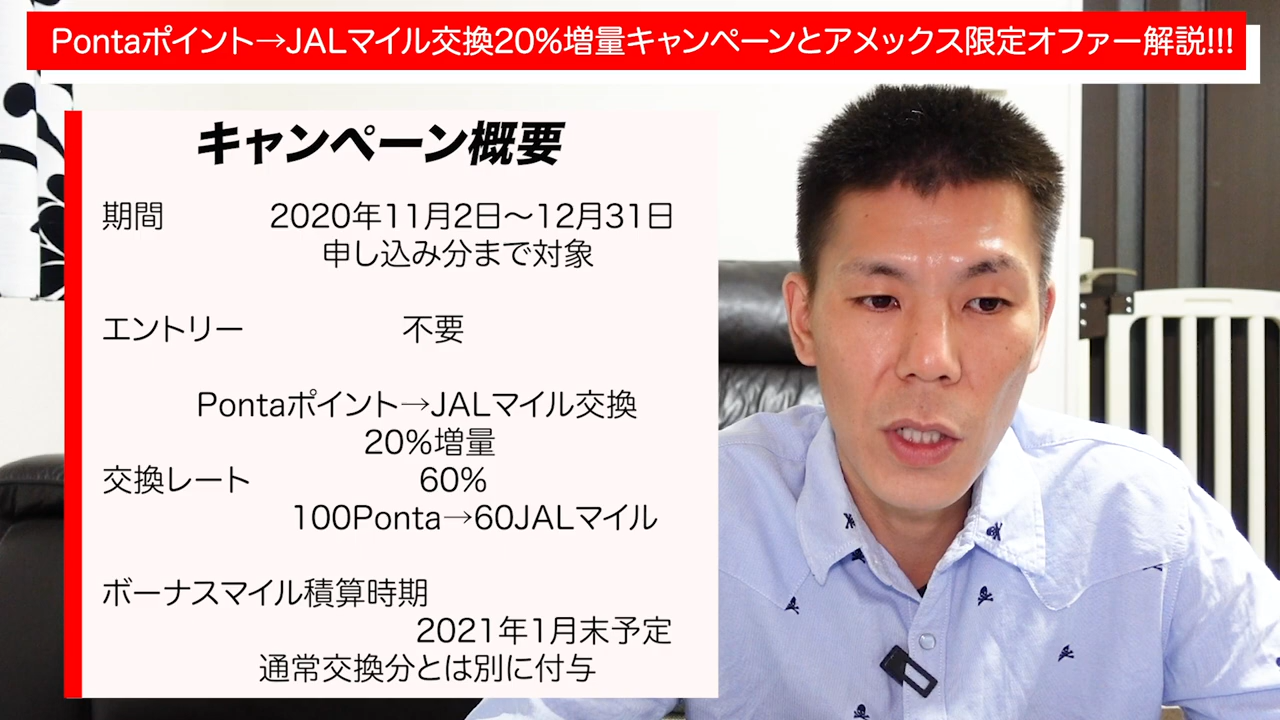 Pontaポイント→JALマイル交換20%増量キャンペーンとアメックス限定オファー解説!!!
キャンペーン概要
期間 2020年11月2日～12月31日
申し込み分まで対象
エントリー 不要
Pontaポイント→JALマイル交換
20%増量
交換レート 60%
100Ponta→60JALマイル
ボーナスマイル積算時期
2021年1月末予定
通常交換分とは別に付与